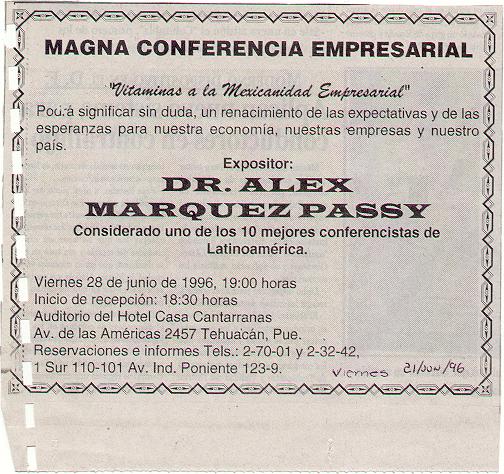 MAGNA CONFERENCIA EMPRESARIAL
"Vitaminas a la Mexicanidad Empresarial"
Podrá significar sin duda, un renacimiento de las expectativas y de las
esperanzas para nuestra economía, nuestras empresas y nuestro
país.
Expositor:
DR. ALEX
MARQUEZ PASSY
Considerado uno de los 10 mejores conferencistas de
Latinoamérica.
Viernes 28 de junio de 1996, 19:00 horas
Inicio de recepción: 18:30 horas
Auditorio del Hotel Casa Cantarranas
Av. de las Américas 2457 Tehuacán, Pue.
Reservaciones e informes Tels.: 2-70-01 y 2-32-42,
1 Sur 110-101 Av. Ind. Poniente 123-9.
Viernes 21/JUN/96